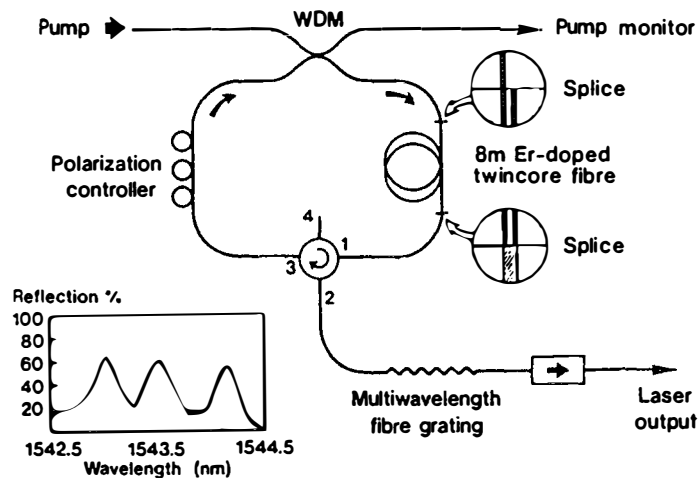 Pump
WDM
Pump monitor
Splice
Polarization
controller
8m Er-doped
twincore fibre
4
3
1
2
Splice
Reflection %
100
80
60
40
20
1542.5
1543.5
1544.5
Wavelength (nm)
Multiwavelength
fibre grating
Laser
output